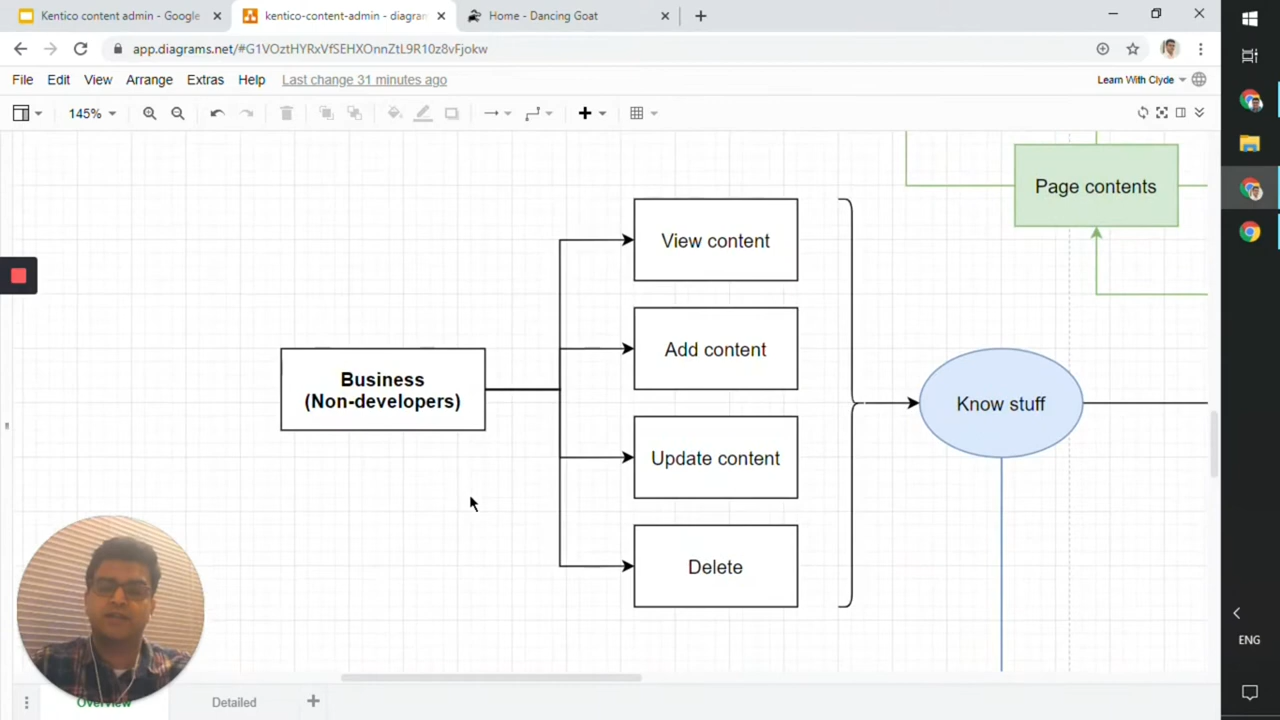 Kentico content admin - Google
kentico-content-admin - diagram
Home - Dancing Goat
app.diagrams.net/#G1VOztHYRxVfSEHXOnnZtL9R10z8vFjokw
File Edit View Arrange Extras Help Last change 31 minutes ago
Learn With Clyde
145%
Page contents
View content
Add content
Business
(Non-developers)
Know stuff
Update content
Delete
Overview
Detailed
ENG